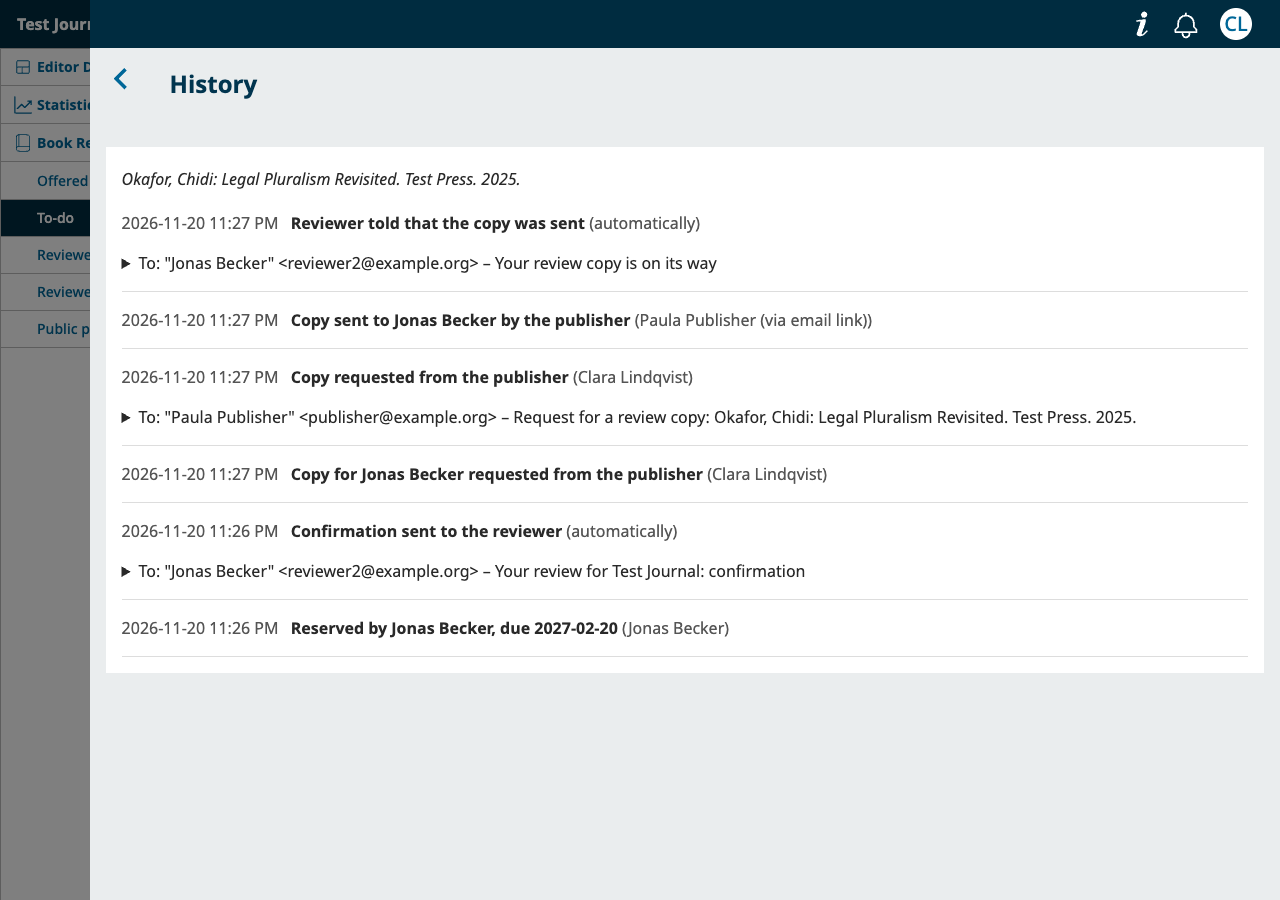 Test Jour
i
CL
Editor D
Statistic
Book Re
Offered
To-do
Reviewe
Reviewe
Public p
History
Okafor, Chidi: Legal Pluralism Revisited. Test Press. 2025.
2026-11-20 11:27 PM Reviewer told that the copy was sent (automatically)
To: "Jonas Becker" <reviewer2@example.org> – Your review copy is on its way
2026-11-20 11:27 PM Copy sent to Jonas Becker by the publisher (Paula Publisher (via email link))
2026-11-20 11:27 PM Copy requested from the publisher (Clara Lindqvist)
To: "Paula Publisher" <publisher@example.org> – Request for a review copy: Okafor, Chidi: Legal Pluralism Revisited. Test Press. 2025.
2026-11-20 11:27 PM Copy for Jonas Becker requested from the publisher (Clara Lindqvist)
2026-11-20 11:26 PM Confirmation sent to the reviewer (automatically)
To: "Jonas Becker" <reviewer2@example.org> – Your review for Test Journal: confirmation
2026-11-20 11:26 PM Reserved by Jonas Becker, due 2027-02-20 (Jonas Becker)